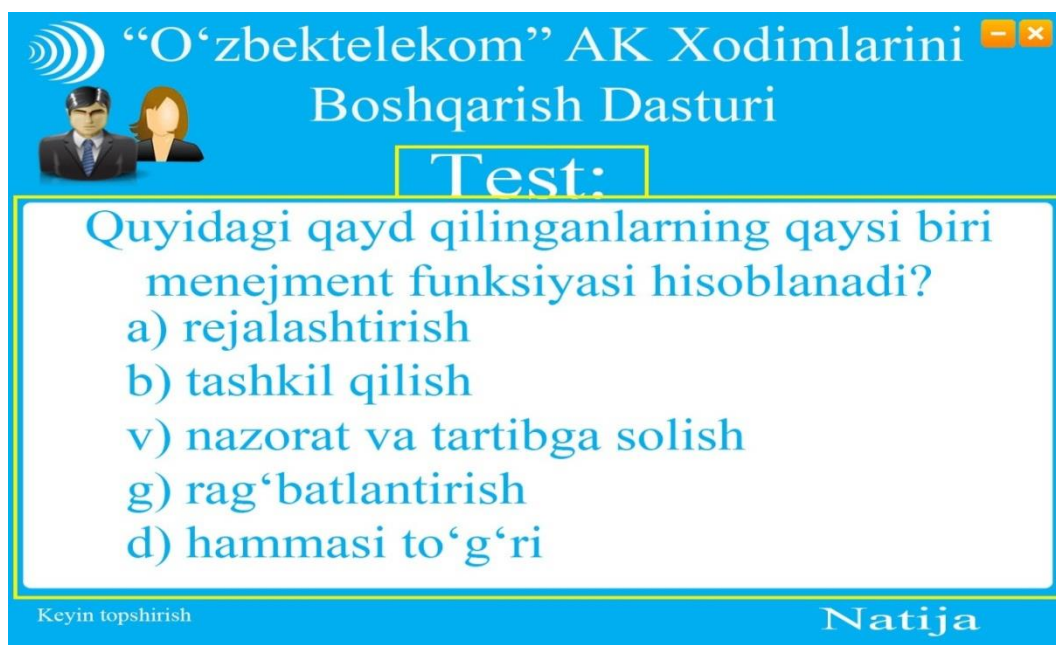 “O‘zbektelekom” AK Xodimlarini
Boshqarish Dasturi
Test:
Quyidagi qayd qilinganlarning qaysi biri
menejment funksiyasi hisoblanadi?
a) rejalashtirish
b) tashkil qilish
v) nazorat va tartibga solish
g) rag‘batlantirish
d) hammasi to‘g‘ri
Keyin topshirish
Natija